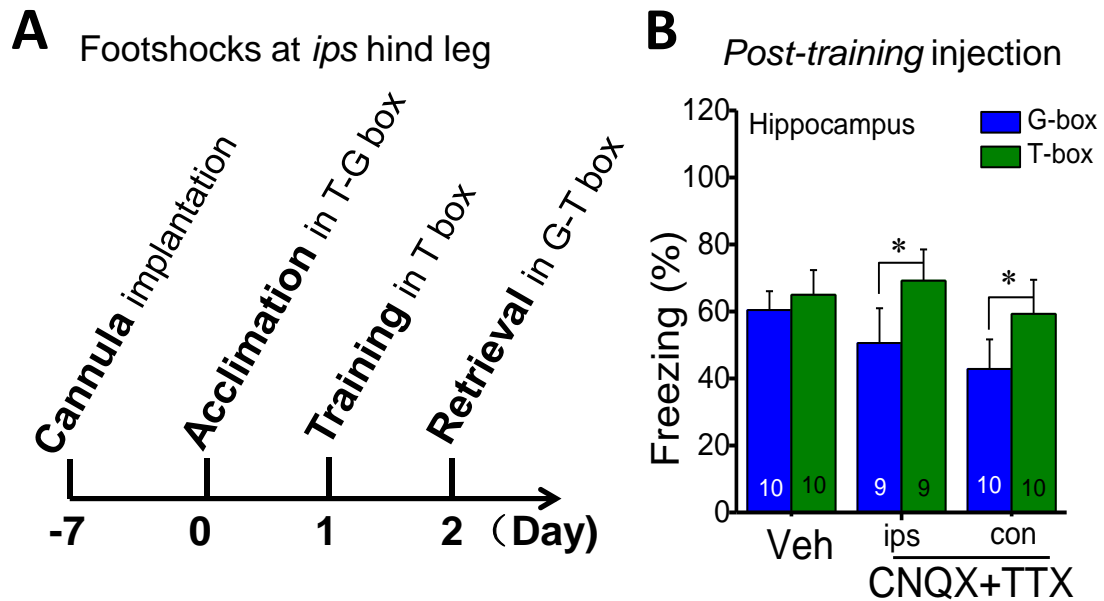 A
Footshocks at ips hind leg
Cannula implantation
Acclimation in T-G box
Training in T box
Retrieval in G-T box
-7 0 1 2 （Day)
B
Post-training injection
Hippocampus
G-box
T-box
Freezing (%)
120
100
80
60
40
20
0
* *
10 10 9 9 10 10
Veh ips con
CNQX+TTX